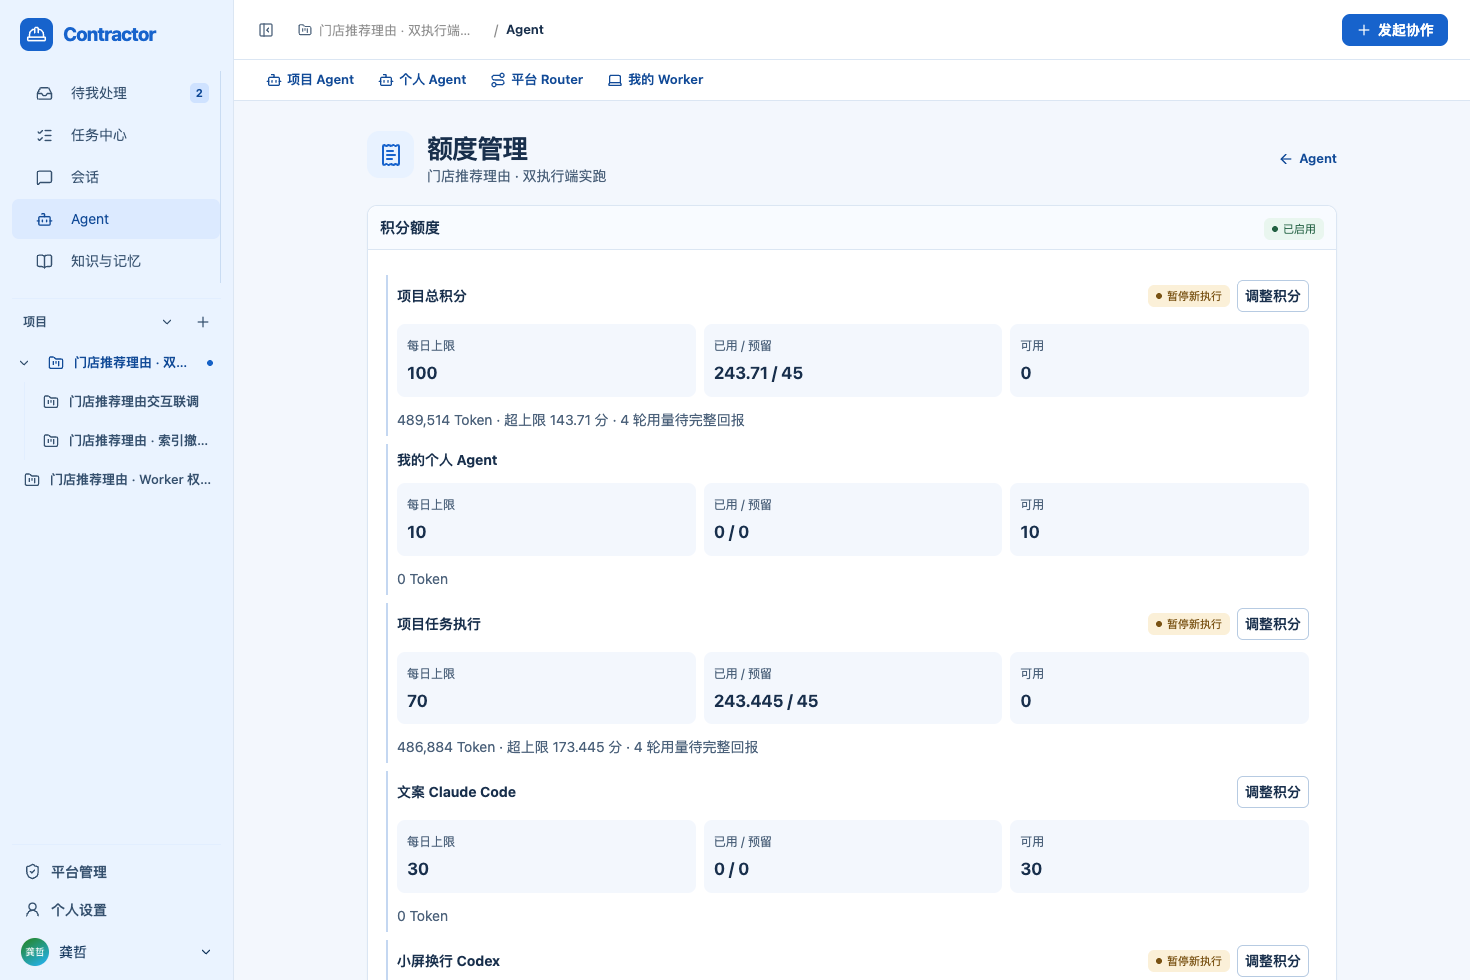 Contractor
待我处理 2
任务中心
会话
Agent
知识与记忆
项目
门店推荐理由 · 双...
门店推荐理由交互联调
门店推荐理由 · 索引撤...
门店推荐理由 · Worker 权...
平台管理
个人设置
龚哲 龚哲
门店推荐理由 · 双执行端... / Agent
发起协作
项目 Agent 个人 Agent 平台 Router 我的 Worker
额度管理
门店推荐理由 · 双执行端实跑
Agent
积分额度 已启用
项目总积分 暂停新执行 调整积分
每日上限 已用 / 预留 可用
100 243.71 / 45 0
489,514 Token · 超上限 143.71 分 · 4 轮用量待完整回报
我的个人 Agent
每日上限 已用 / 预留 可用
10 0 / 0 10
0 Token
项目任务执行 暂停新执行 调整积分
每日上限 已用 / 预留 可用
70 243.445 / 45 0
486,884 Token · 超上限 173.445 分 · 4 轮用量待完整回报
文案 Claude Code 调整积分
每日上限 已用 / 预留 可用
30 0 / 0 30
0 Token
小屏换行 Codex 暂停新执行 调整积分